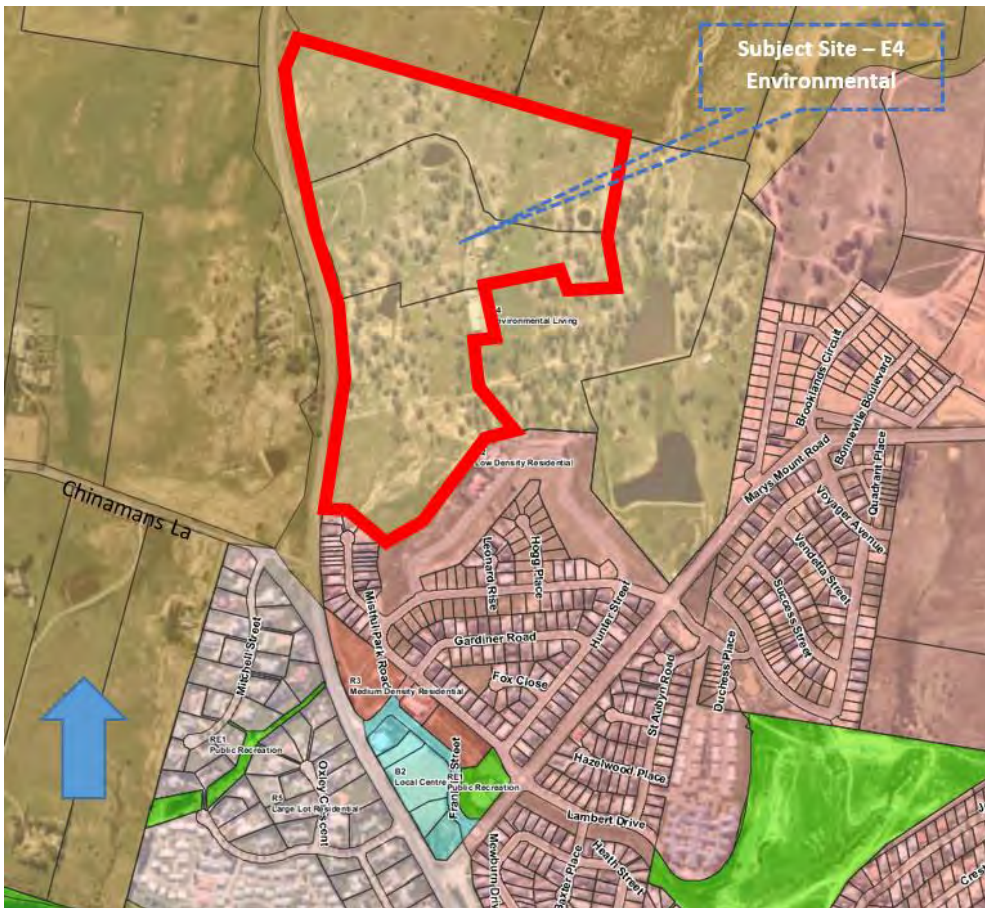 Subject Site – E4
Environmental
Environmental Living
Low Density Residential
Chinamans La
Brooklands Circuit
Bonneville Boulevard
Marys Mount Road
Quadrant Place
Voyager Avenue
Vendetta Street
Success Street
Leonard Rise
Hogg Place
Hunter Street
Gardiner Road
Mistful Park Road
Fox Close
St Aubyn Road
Duchess Place
Mitchell Street
R3
Medium Density Residential
RE1
Public Recreation
Oxley Crescent
R5
Large Lot Residential
B2
Local Centre
Street
RE1
Public Recreation
Hazelwood Place
Lambert Drive
Heath Street
Baxter Place